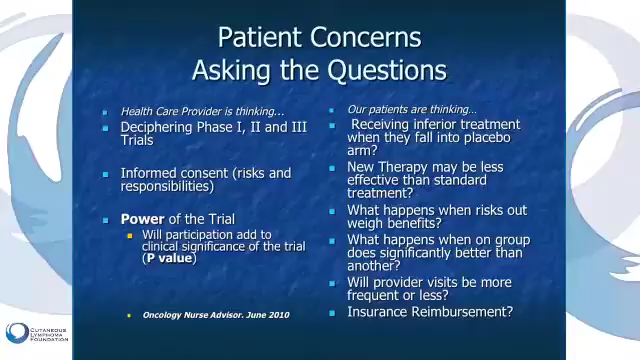 Patient Concerns
Asking the Questions
Health Care Provider is thinking...
Deciphering Phase I, II and III
Trials
Informed consent (risks and
responsibilities)
Power of the Trial
Will participation add to
clinical significance of the trial
(P value)
Oncology Nurse Advisor. June 2010
Our patients are thinking…
Receiving inferior treatment
when they fall into placebo
arm?
New Therapy may be less
effective than standard
treatment?
What happens when risks out
weigh benefits?
What happens when on group
does significantly better than
another?
Will provider visits be more
frequent or less?
Insurance Reimbursement?
CUTANEOUS
LYMPHOMA
FOUNDATION